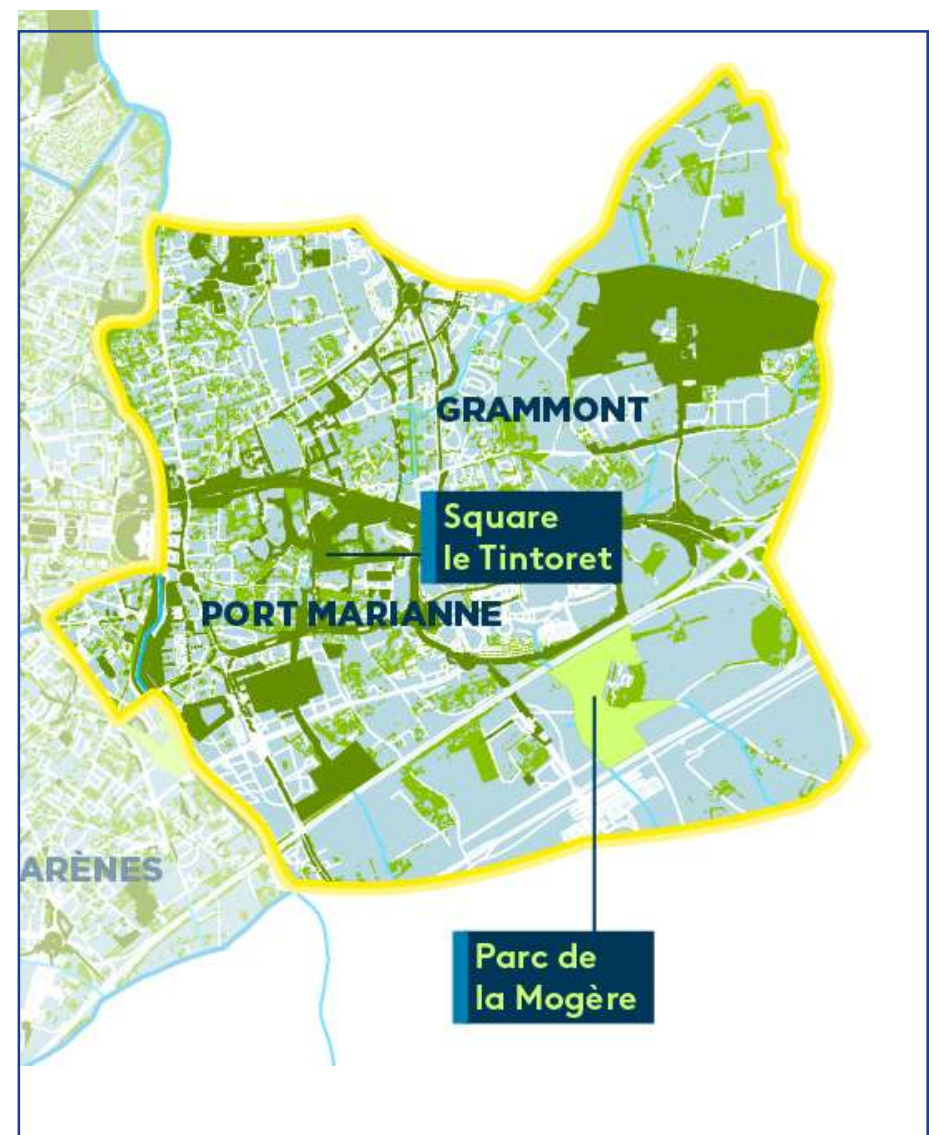 GRAMMONT
Square
le Tintoret
PORT MARIANNE
ARÈNES
Parc de
la Mogère